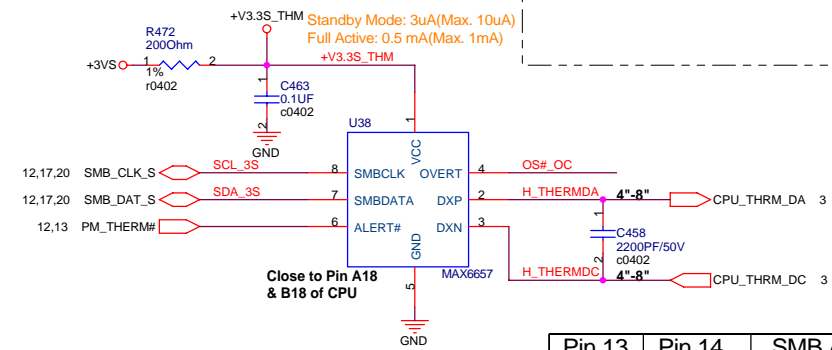 +V3.3S_THM
Standby Mode: 3uA(Max. 10uA)
Full Active: 0.5 mA(Max. 1mA)
R472
200Ohm
+3VS
1
2
+V3.3S_THM
1%
r0402
1
C463
0.1UF
c0402
2
GND
U38
1
VCC
12,17,20
SMB_CLK_S
SCL_3S
8
SMBCLK
OVERT
4
OS#_OC
12,17,20
SMB_DAT_S
SDA_3S
7
SMBDATA
DXP
2
H_THERMDA
4"-8"
CPU_THRM_DA
3
12,13
PM_THERM#
6
ALERT#
DXN
3
1
C458
2200PF/50V
c0402
2
GND
MAX6657
H_THERMDC
4"-8"
CPU_THRM_DC
3
Close to Pin A18
& B18 of CPU
5
GND
Pin 13
Pin 14
SMB